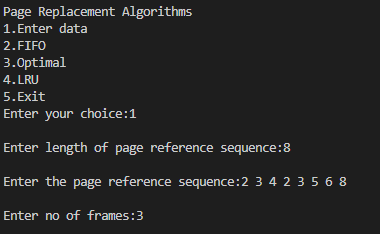 Page Replacement Algorithms
1.Enter data
2.FIFO
3.Optimal
4.LRU
5.Exit
Enter your choice:1
Enter length of page reference sequence:8
Enter the page reference sequence:2 3 4 2 3 5 6 8
Enter no of frames:3